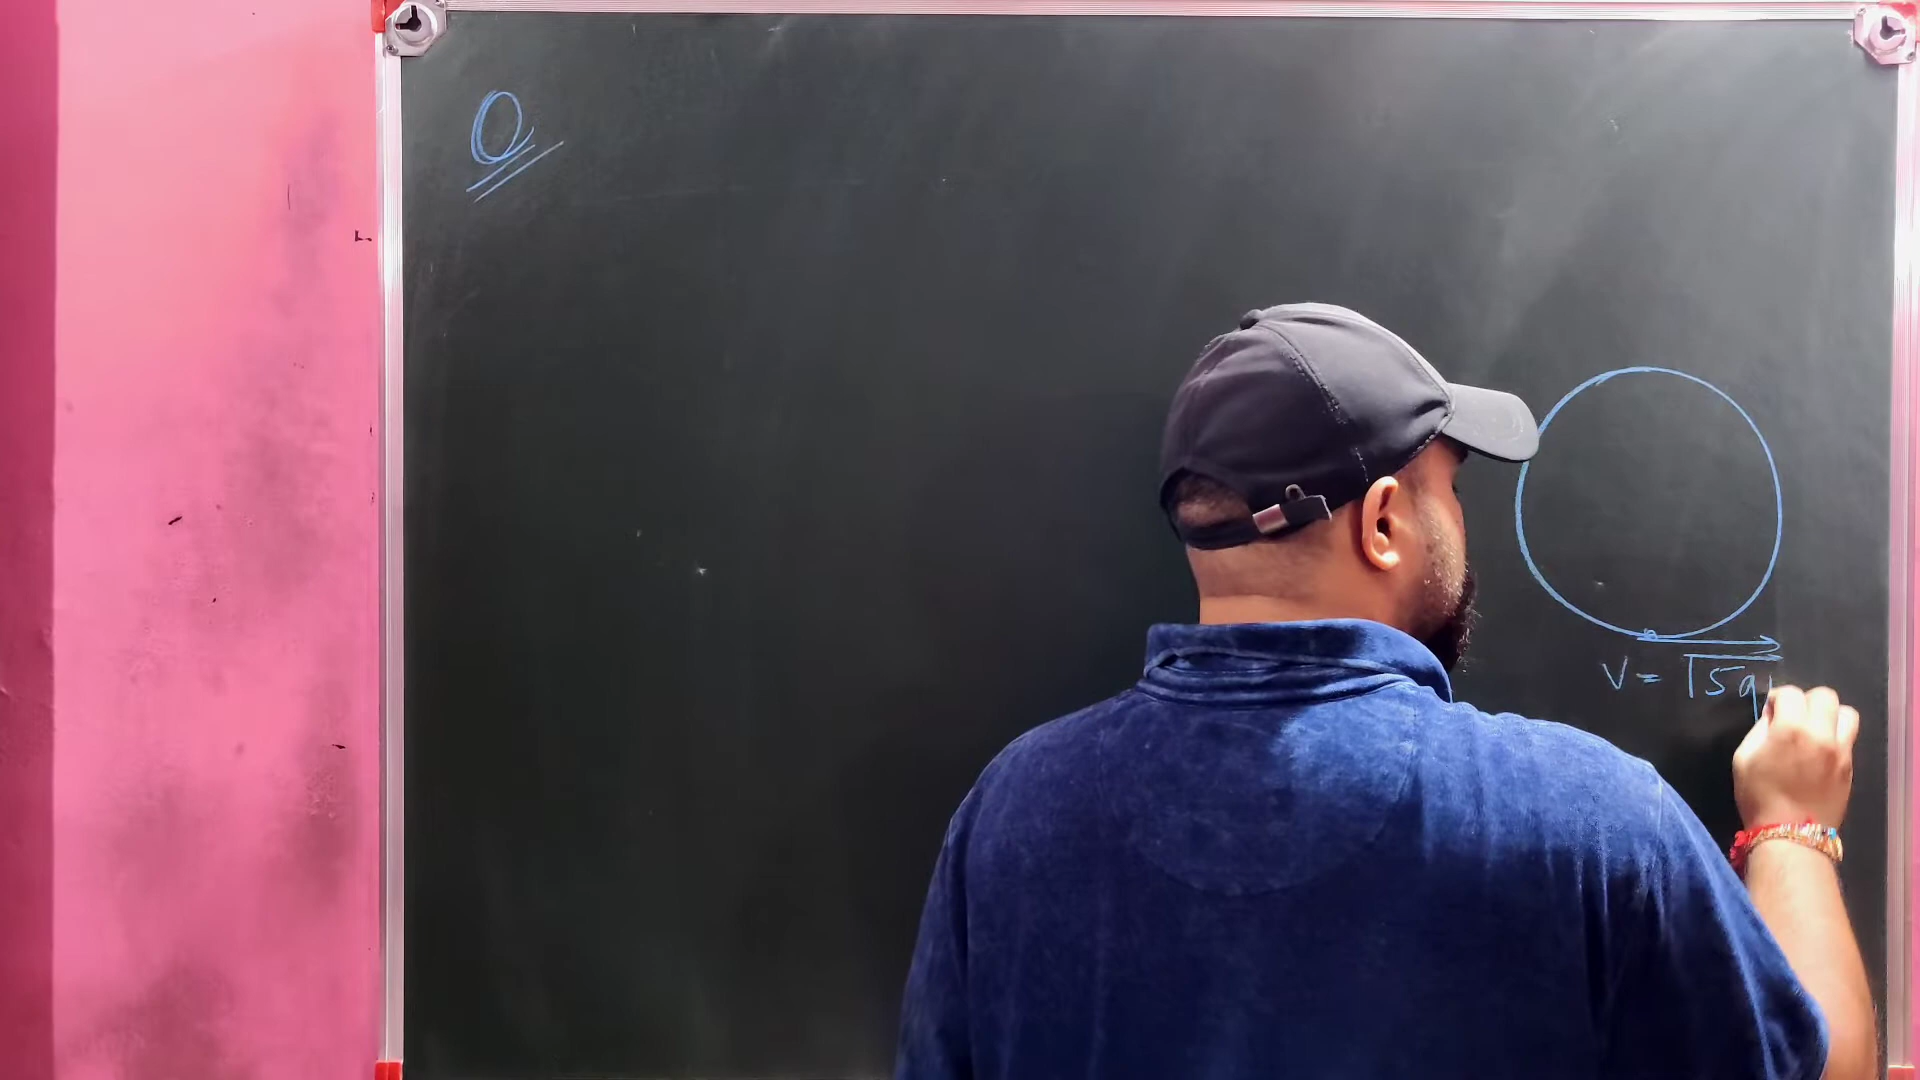 Q
V = √5g